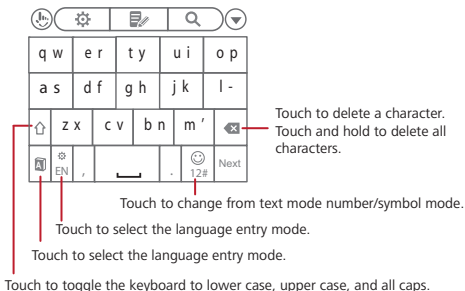 q w e r t y u i o p
a s d f g h j k l -
z x c v b n m ′
EN , . 12# Next
Touch to delete a character.
Touch and hold to delete all
characters.
Touch to change from text mode number/symbol mode.
Touch to select the language entry mode.
Touch to select the language entry mode.
Touch to toggle the keyboard to lower case, upper case, and all caps.